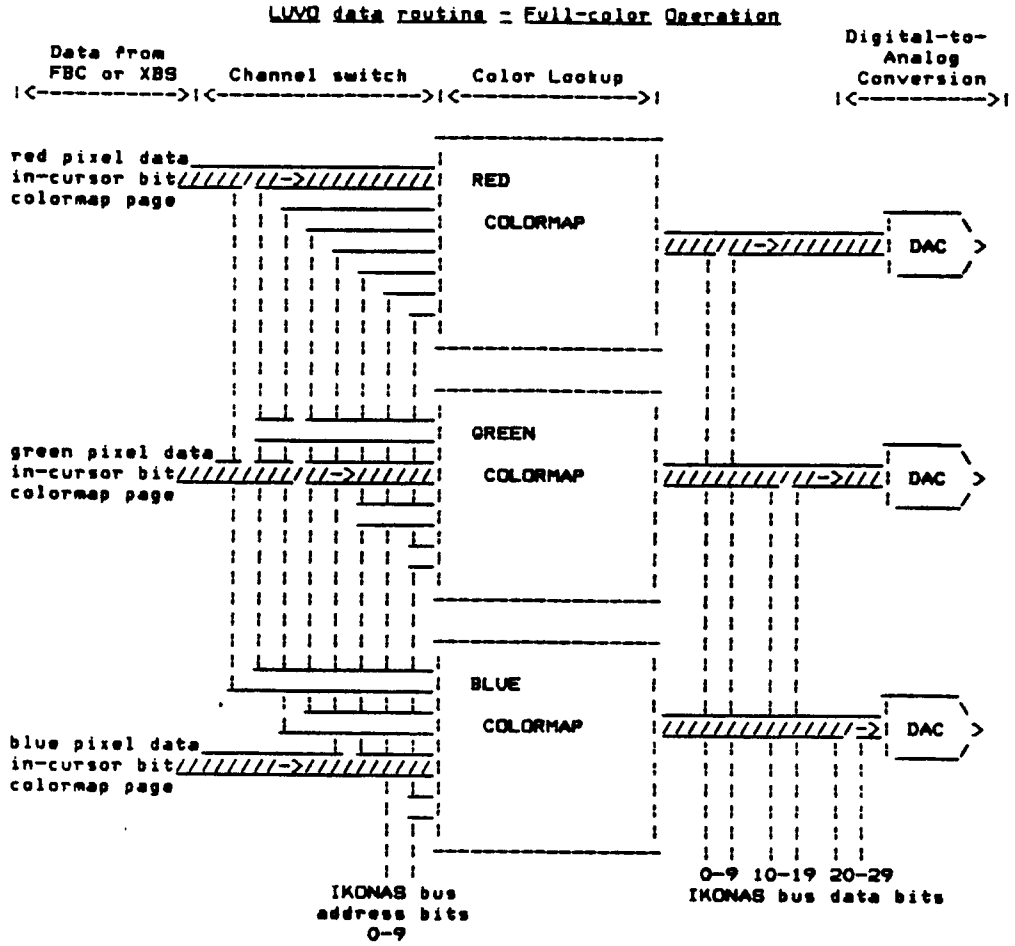 LUVO data routing - Full-color Operation
Data from
FBC or XBS
Channel switch
Color Lookup
Digital-to-
Analog
Conversion
red pixel data
in-cursor bit
colormap page
RED
COLORMAP
DAC
green pixel data
in-cursor bit
colormap page
GREEN
COLORMAP
DAC
blue pixel data
in-cursor bit
colormap page
BLUE
COLORMAP
DAC
IKONAS bus
address bits
0-9
0-9 10-19 20-29
IKONAS bus data bits